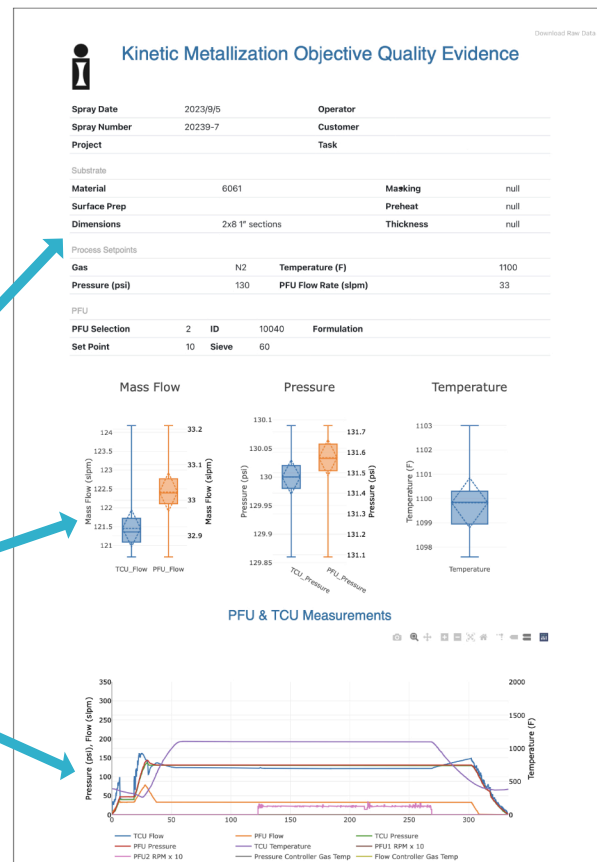 Download Raw Data
Kinetic Metallization Objective Quality Evidence
Spray Date 2023/9/5 Operator
Spray Number 20239-7 Customer
Project Task
Substrate
Material 6061 Masking null
Surface Prep Preheat null
Dimensions 2x8 1" sections Thickness null
Process Setpoints
Gas N2 Temperature (F) 1100
Pressure (psi) 130 PFU Flow Rate (slpm) 33
PFU
PFU Selection 2 ID 10040 Formulation
Set Point 10 Sieve 60
Mass Flow
Mass Flow (slpm)
124
123.5
123
122.5
122
121.5
121
33.2
33.1
33
32.9
Mass Flow (slpm)
TCU_Flow PFU_Flow
Pressure
Pressure (psi)
130.1
130.05
130
129.95
129.9
129.85
131.7
131.6
131.5
131.4
131.3
131.2
131.1
Pressure (psi)
TCU_Pressure PFU_Pressure
Temperature
Temperature (F)
1103
1102
1101
1100
1099
1098
Temperature
PFU & TCU Measurements
Pressure (psi), Flow (slpm)
350
300
250
200
150
100
50
0
2000
1500
1000
500
0
Temperature (F)
0 50 100 150 200 250 300
TCU Flow PFU Flow TCU Pressure
PFU Pressure TCU Temperature PFU1 RPM x 10
PFU2 RPM x 10 Pressure Controller Gas Temp Flow Controller Gas Temp